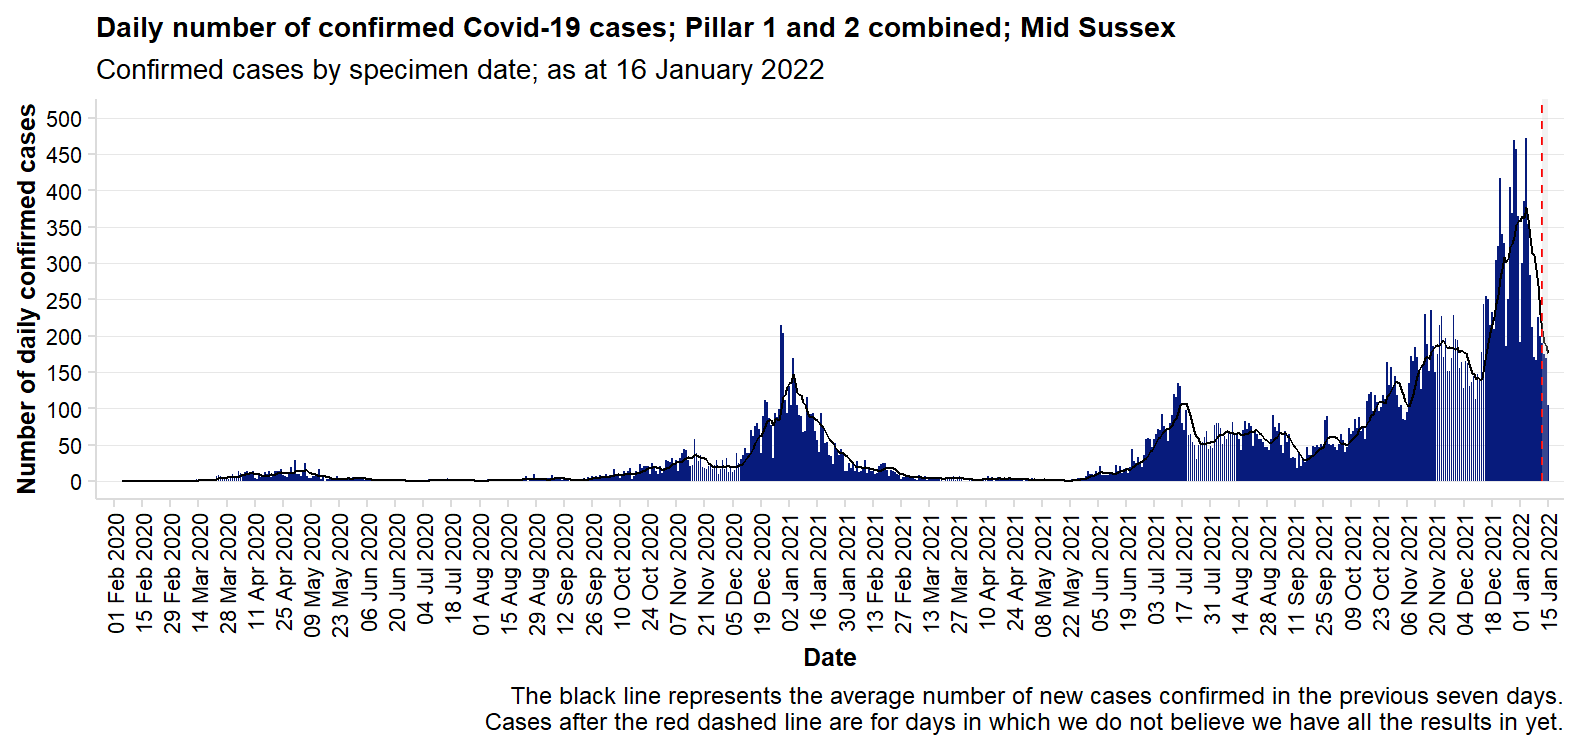 Daily number of confirmed Covid-19 cases; Pillar 1 and 2 combined; Mid Sussex
Confirmed cases by specimen date; as at 16 January 2022
Number of daily confirmed cases
500
450
400
350
300
250
200
150
100
50
0
01 Feb 2020
15 Feb 2020
29 Feb 2020
14 Mar 2020
28 Mar 2020
11 Apr 2020
25 Apr 2020
09 May 2020
23 May 2020
06 Jun 2020
20 Jun 2020
04 Jul 2020
18 Jul 2020
01 Aug 2020
15 Aug 2020
29 Aug 2020
12 Sep 2020
26 Sep 2020
10 Oct 2020
24 Oct 2020
07 Nov 2020
21 Nov 2020
05 Dec 2020
19 Dec 2020
02 Jan 2021
16 Jan 2021
30 Jan 2021
13 Feb 2021
27 Feb 2021
13 Mar 2021
27 Mar 2021
10 Apr 2021
24 Apr 2021
08 May 2021
22 May 2021
05 Jun 2021
19 Jun 2021
03 Jul 2021
17 Jul 2021
31 Jul 2021
14 Aug 2021
28 Aug 2021
11 Sep 2021
25 Sep 2021
09 Oct 2021
23 Oct 2021
06 Nov 2021
20 Nov 2021
04 Dec 2021
18 Dec 2021
01 Jan 2022
15 Jan 2022
Date
The black line represents the average number of new cases confirmed in the previous seven days.
Cases after the red dashed line are for days in which we do not believe we have all the results in yet.